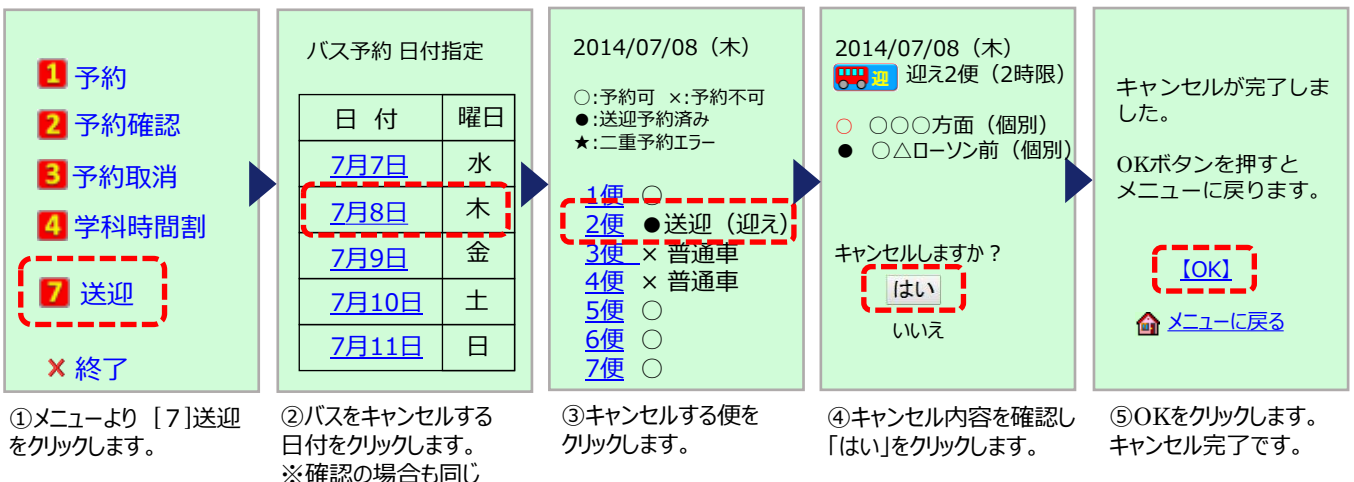 1 予約
2 予約確認
3 予約取消
4 学科時間割
7 送迎
× 終了
①メニューより [7]送迎
をクリックします。
バス予約 日付指定
日 付 曜日
7月7日 水
7月8日 木
7月9日 金
7月10日 土
7月11日 日
②バスをキャンセルする
日付をクリックします。
※確認の場合も同じ
2014/07/08(木)
○:予約可 ×:予約不可
●:送迎予約済み
★:二重予約エラー
1便 ○
2便 ●送迎(迎え)
3便 × 普通車
4便 × 普通車
5便 ○
6便 ○
7便 ○
③キャンセルする便を
クリックします。
2014/07/08(木)
迎 迎え2便(2時限)
○ ○○○方面(個別)
● ○△ローソン前(個別)
キャンセルしますか?
はい
いいえ
④キャンセル内容を確認し
「はい」をクリックします。
キャンセルが完了しま
した。
OKボタンを押すと
メニューに戻ります。
【OK】
メニューに戻る
⑤OKをクリックします。
キャンセル完了です。